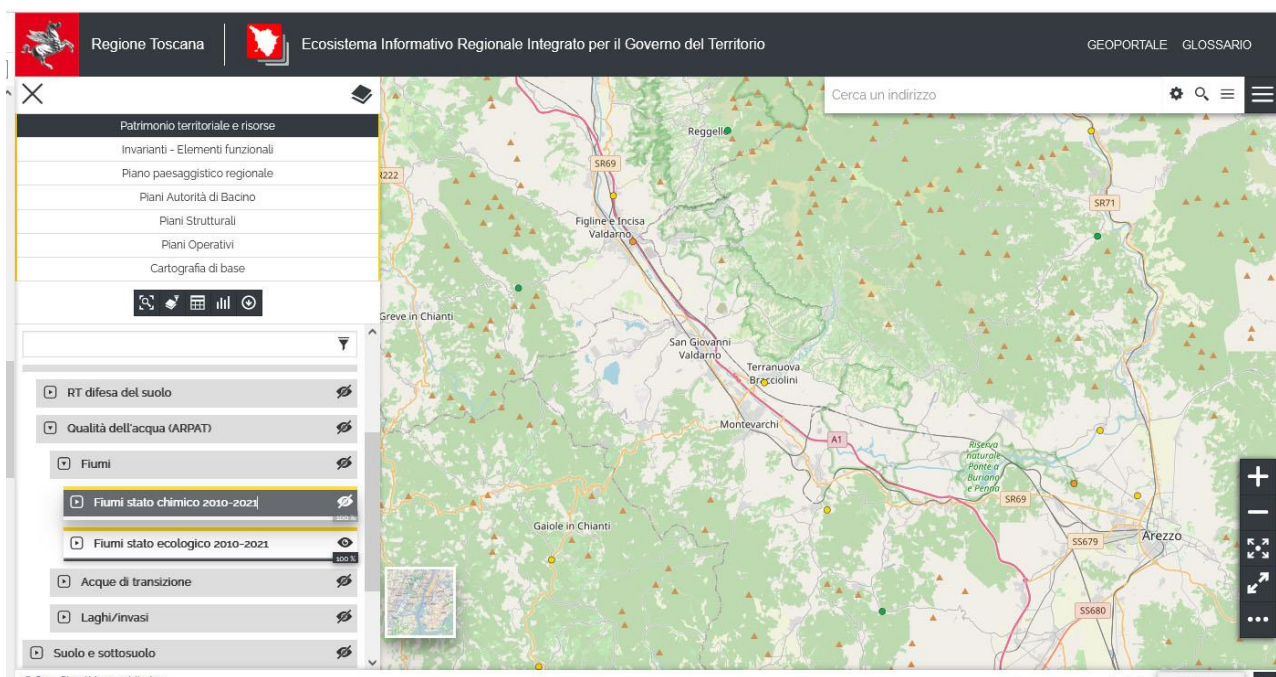 Regione Toscana
Ecosistema Informativo Regionale Integrato per il Governo del Territorio
GEOPORTALE GLOSSARIO
Patrimonio territoriale e risorse
Invarianti - Elementi funzionali
Piano paesaggistico regionale
Piani Autorità di Bacino
Piani Strutturali
Piani Operativi
Cartografia di base
RT difesa del suolo
Qualità dell'acqua (ARPAT)
Fiumi
Fiumi stato chimico 2010-2021
100 %
Fiumi stato ecologico 2010-2021
100 %
Acque di transizione
Laghi/invasi
Suolo e sottosuolo
Cerca un indirizzo
Reggello
SR69
R222
SR71
Figline e Incisa
Valdarno
Greve in Chianti
San Giovanni
Valdarno
Terranuova
Bracciolini
Montevarchi
A1
Riserva
naturale
Ponte a
Buriano
e Penna
SR69
Gaiole in Chianti
SS679
Arezzo
SS680